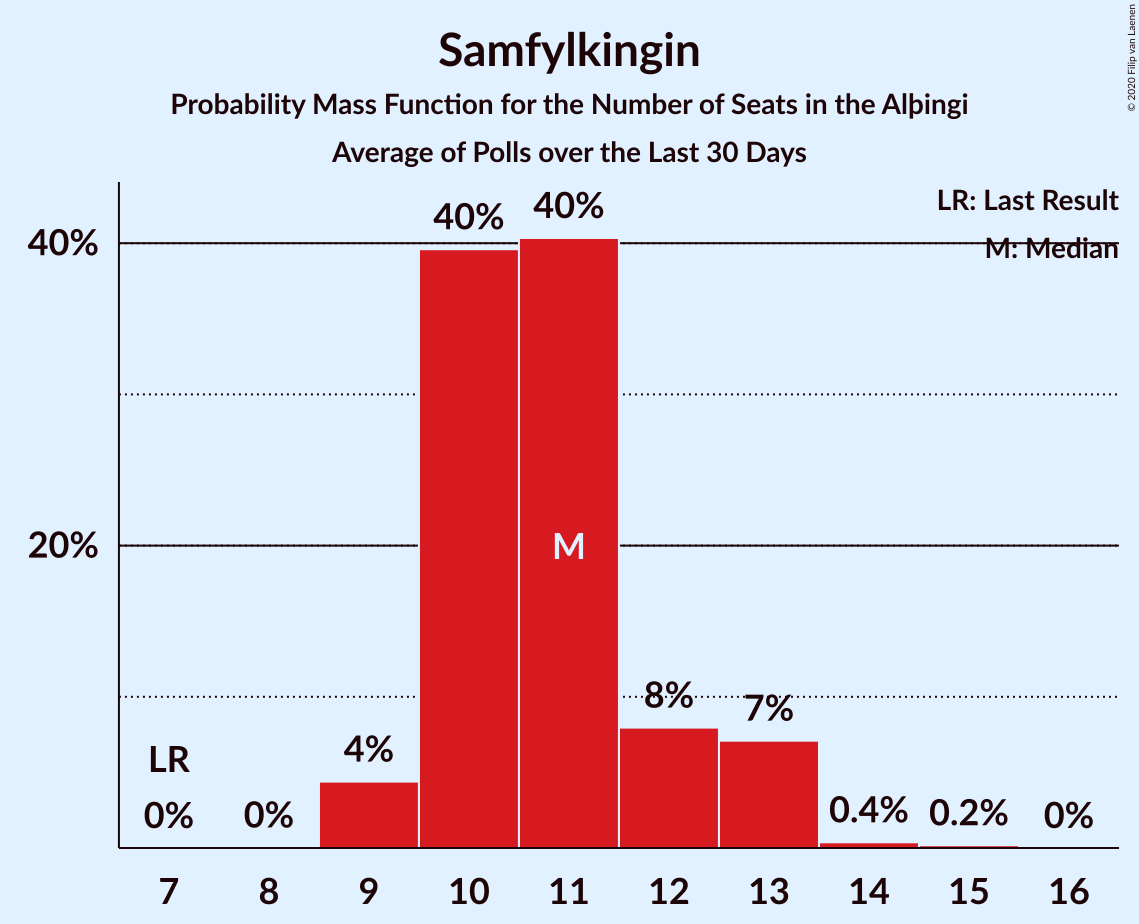 Samfylkingin
Probability Mass Function for the Number of Seats in the Alþingi
Average of Polls over the Last 30 Days
© 2020 Filip van Laenen
LR: Last Result
M: Median
40%
20%
LR
0%
0%
4%
40%
40%
M
8%
7%
0.4%
0.2%
0%
7 8 9 10 11 12 13 14 15 16